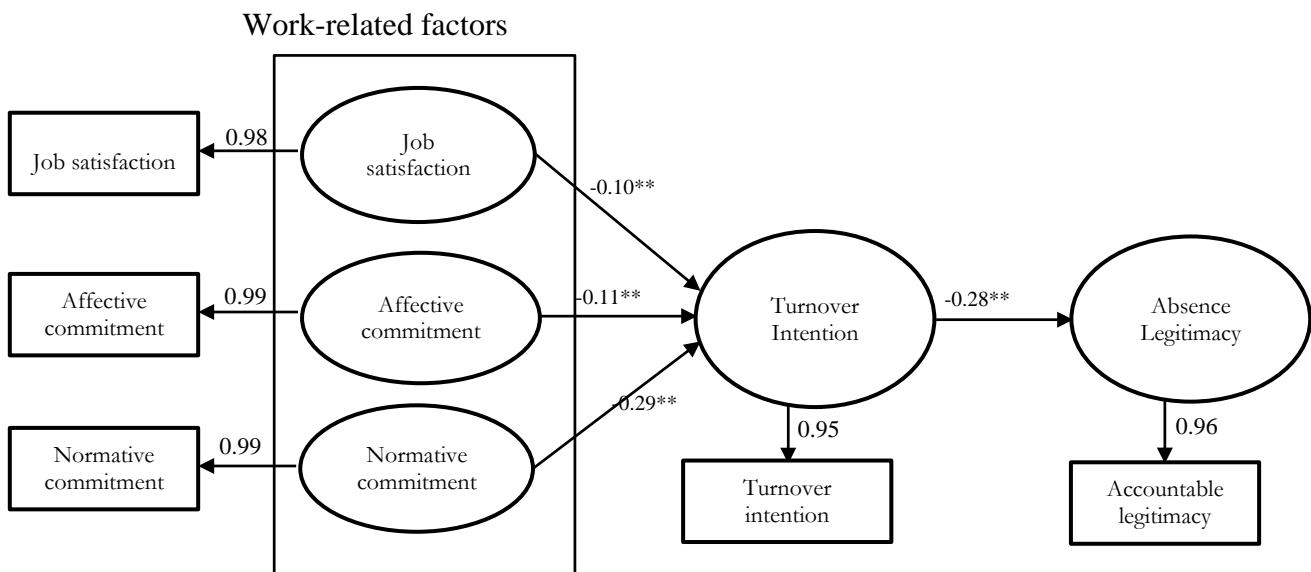 Work-related factors
Job satisfaction
0.98
Job
satisfaction
-0.10**
Affective
commitment
0.99
Affective
commitment
-0.11**
Turnover
Intention
-0.28**
Absence
Legitimacy
Normative
commitment
0.99
Normative
commitment
-0.29**
0.95
0.96
Turnover
intention
Accountable
legitimacy